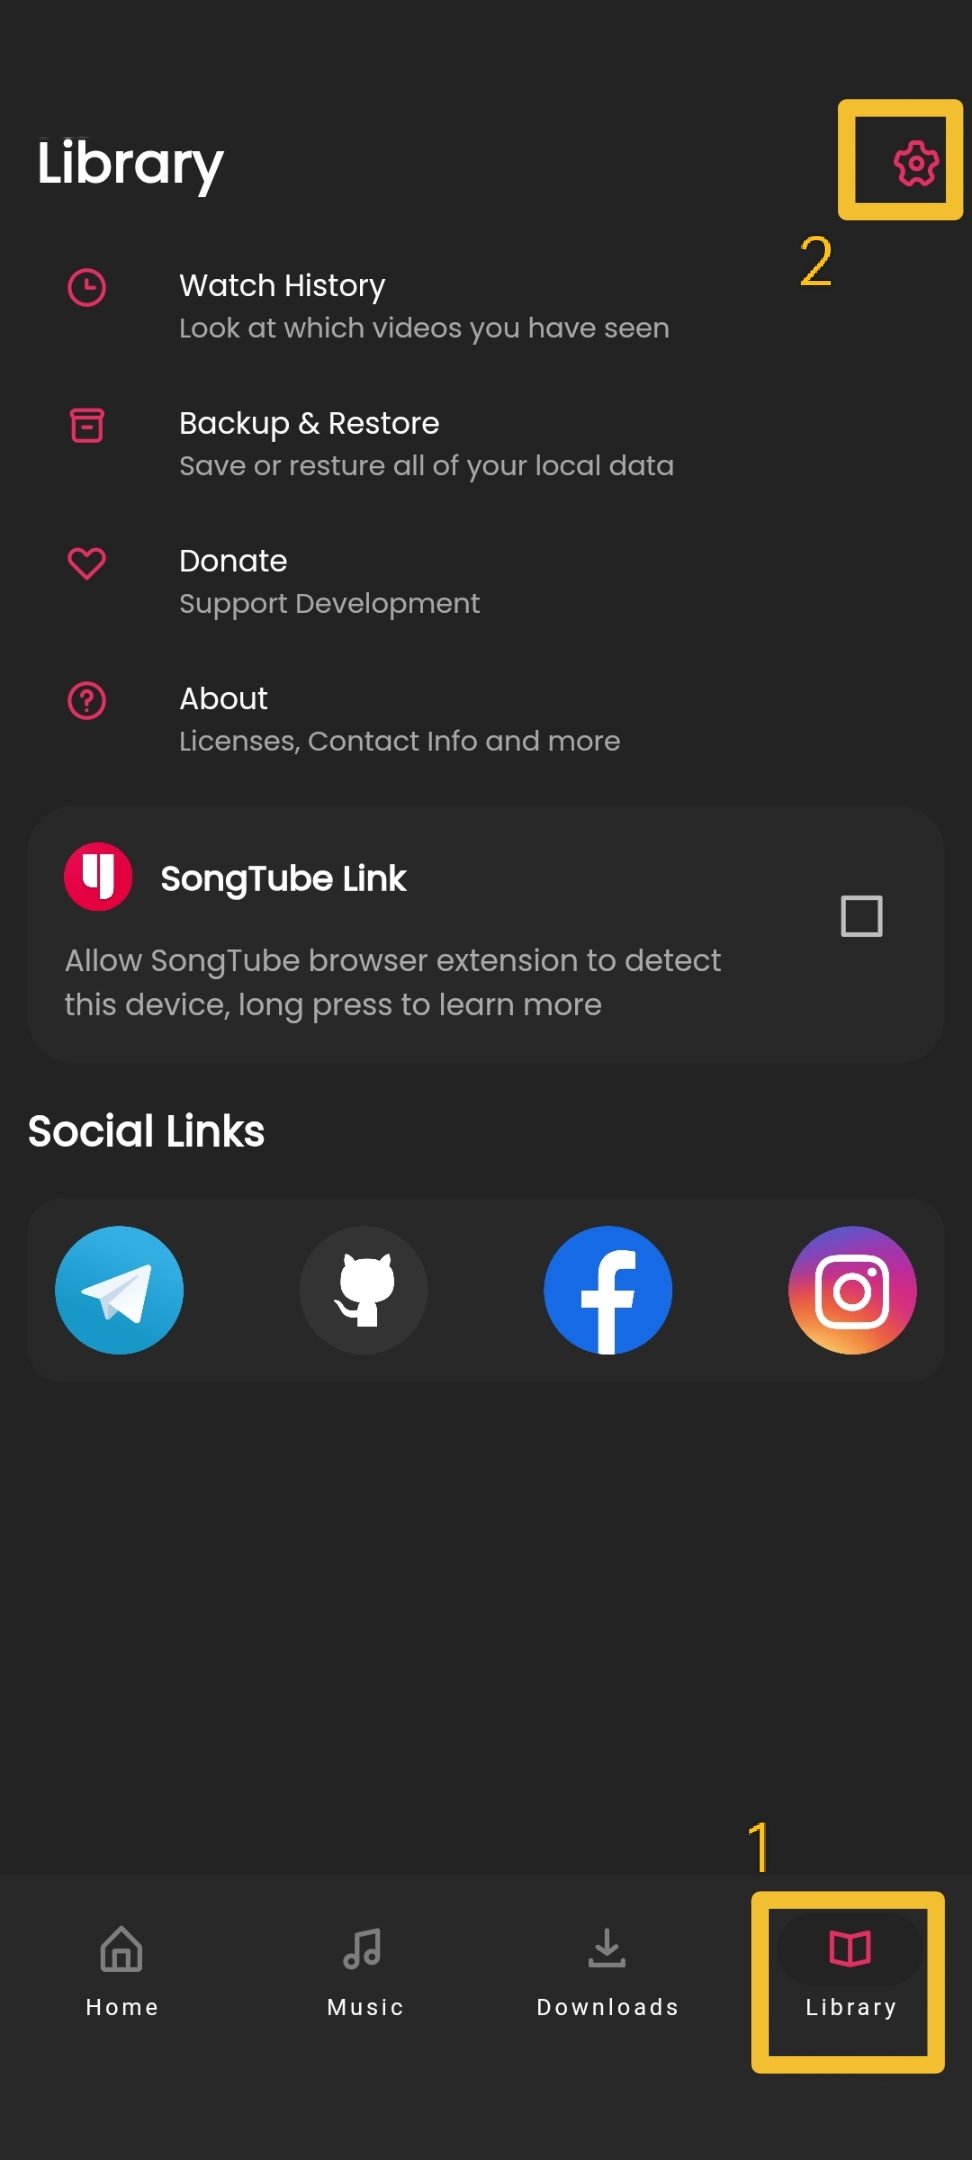 Library
2
Watch History
Look at which videos you have seen
Backup & Restore
Save or resture all of your local data
Donate
Support Development
About
Licenses, Contact Info and more
SongTube Link
Allow SongTube browser extension to detect
this device, long press to learn more
Social Links
1
Home
Music
Downloads
Library